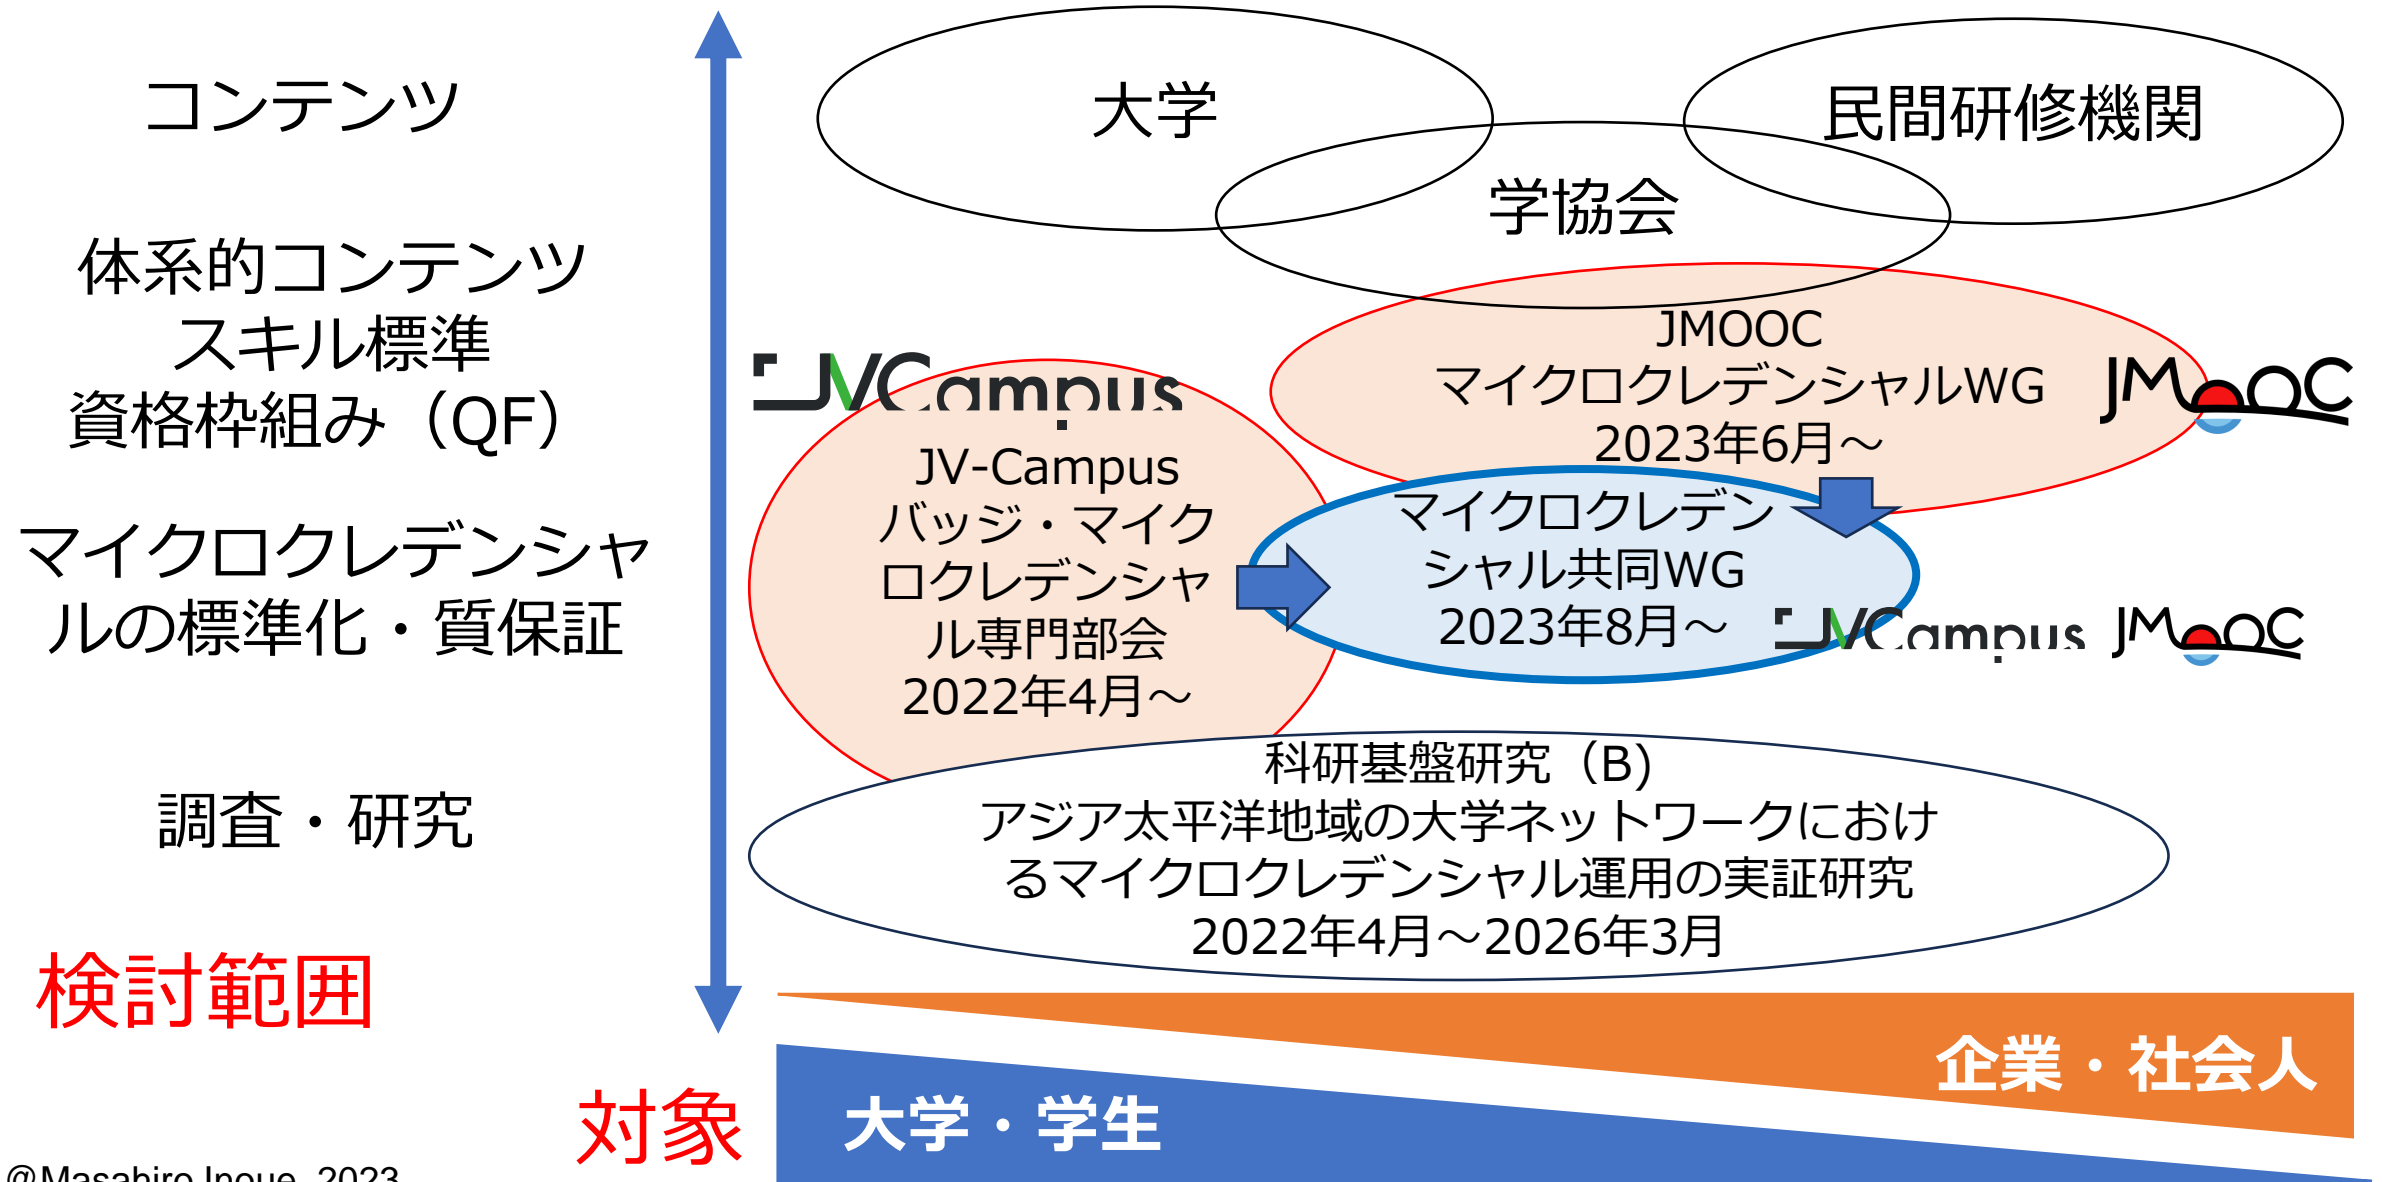 コンテンツ
体系的コンテンツ
スキル標準
資格枠組み（QF）
マイクロクレデンシャ
ルの標準化・質保証
調査・研究
検討範囲
対象
大学
民間研修機関
学協会
JMOOC
マイクロクレデンシャルWG
2023年6月～
JMOOC
JVCampus
JV-Campus
バッジ・マイク
ロクレデンシャ
ル専門部会
2022年4月～
マイクロクレデン
シャル共同WG
2023年8月～
JVCampus JMOOC
科研基盤研究（B)
アジア太平洋地域の大学ネットワークにおけ
るマイクロクレデンシャル運用の実証研究
2022年4月～2026年3月
企業・社会人
大学・学生
@Masahiro Inoue, 2023